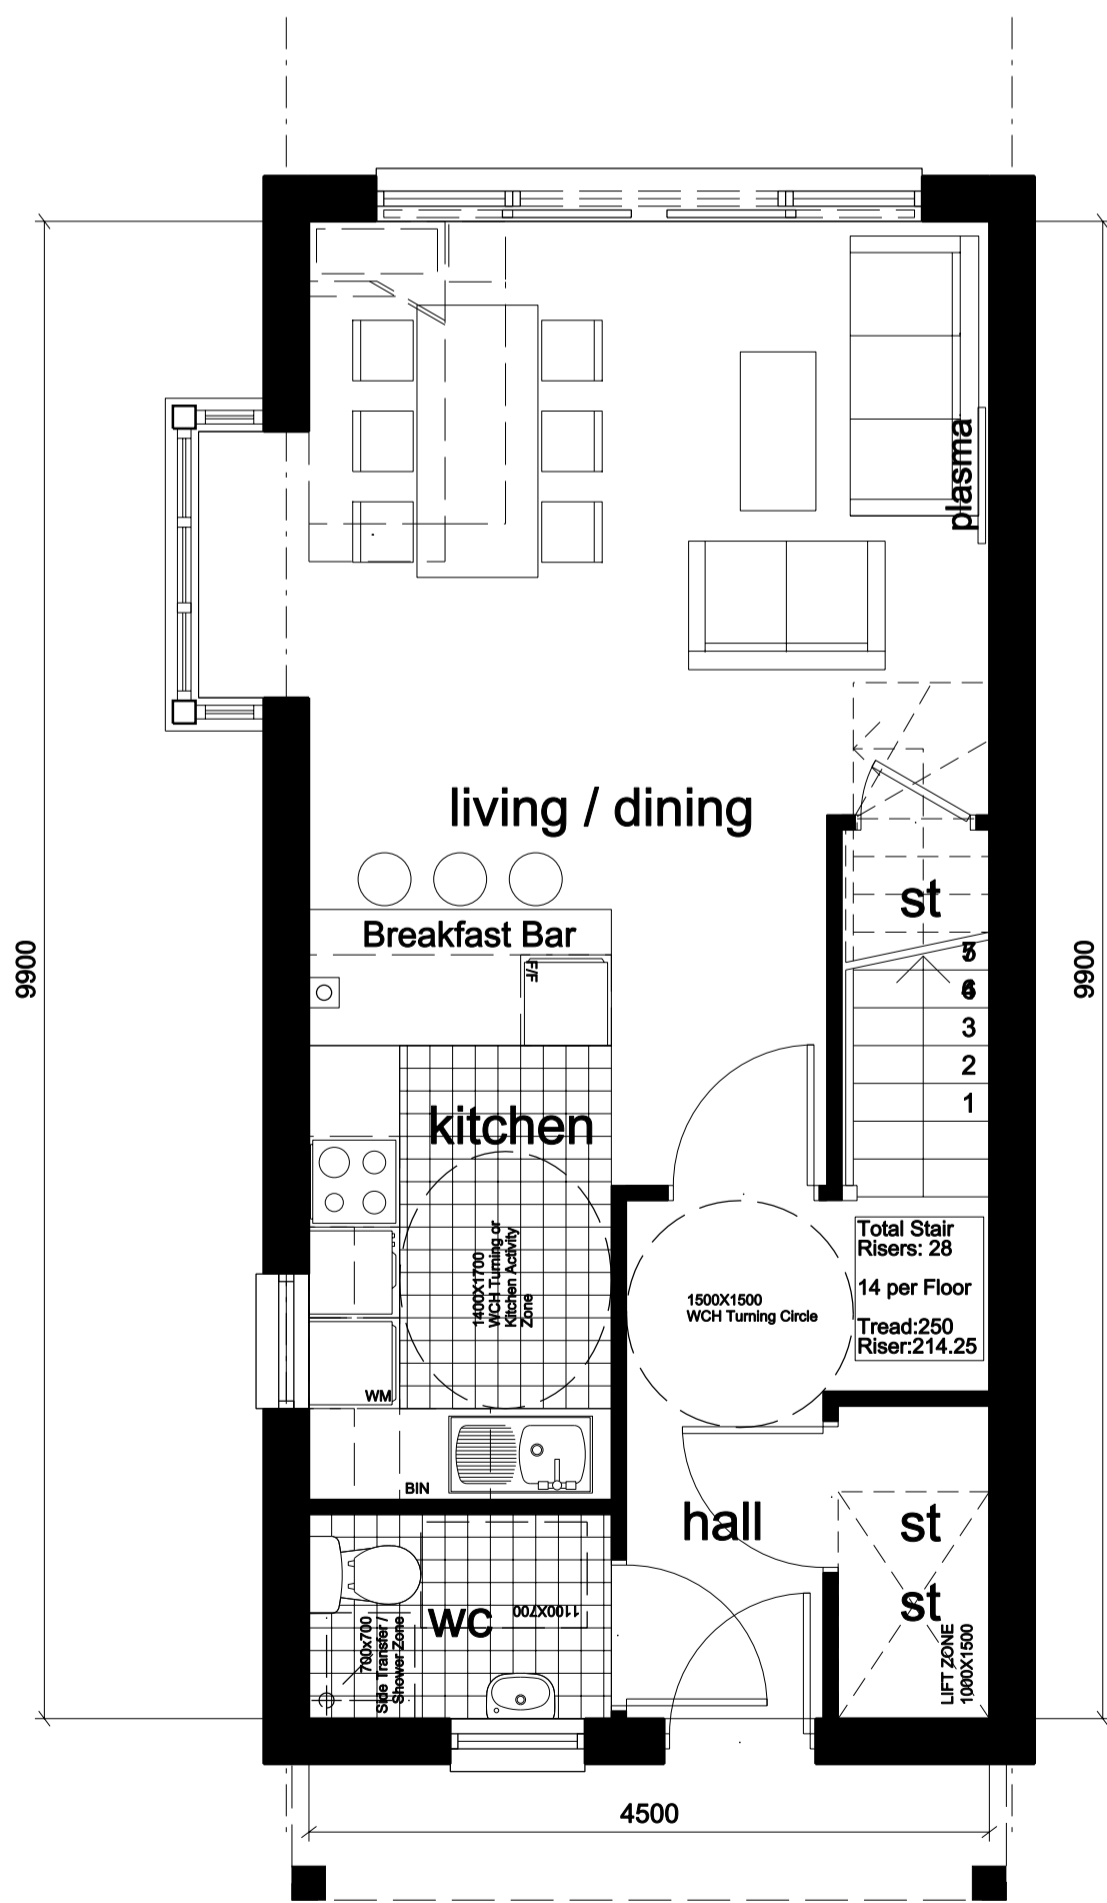 plasma
living / dining
st
Breakfast Bar
F/F
9900
9900
3
2
1
kitchen
1400X1700
WCH Turning or
Kitchen Activity
Zone
1500X1500
WCH Turning Circle
Total Stair
Risers: 28
14 per Floor
Tread:250
Riser:214.25
WM
BIN
hall
st
st
LIFT ZONE
1000X1500
WC
1100X700
700x700
Side Transfer /
Shower Zone
4500